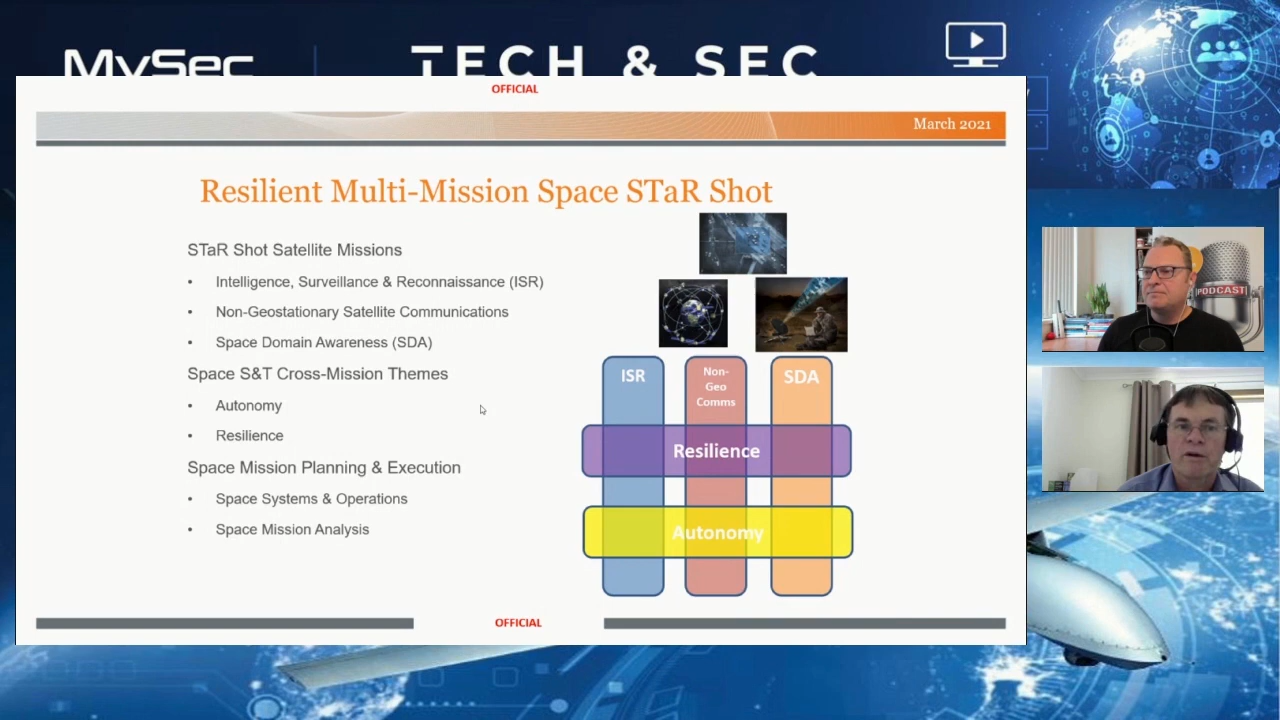 MySec
TECH & SEC
OFFICIAL
March 2021
Resilient Multi-Mission Space STaR Shot
STaR Shot Satellite Missions
• Intelligence, Surveillance & Reconnaissance (ISR)
• Non-Geostationary Satellite Communications
• Space Domain Awareness (SDA)
Space S&T Cross-Mission Themes
• Autonomy
• Resilience
Space Mission Planning & Execution
• Space Systems & Operations
• Space Mission Analysis
ISR
Non-
Geo
Comms
SDA
Resilience
Autonomy
OFFICIAL
PODCAST